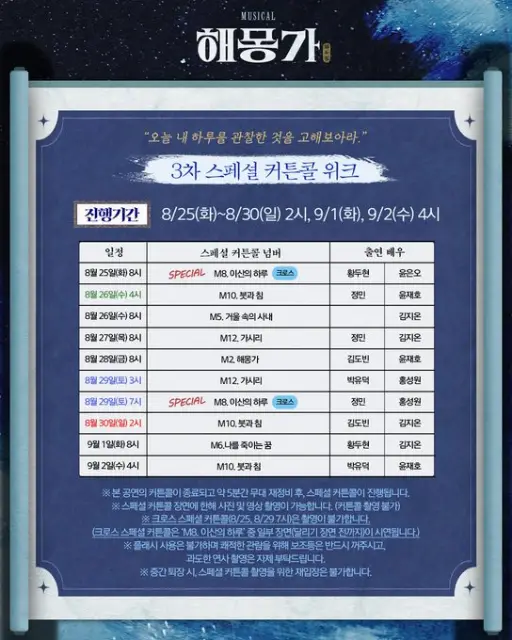 MUSICAL
해몽가
"오늘 내 하루를 관찰한 것을 고해보아라."
3차 스페셜 커튼콜 위크
진행기간 8/25(화)~8/30(일) 2시, 9/1(화), 9/2(수) 4시
일정 스페셜 커튼콜 넘버 출연 배우
8월 25일(화) 8시 SPECIAL M8. 이산의 하루 크로스 황두현 윤은오
8월 26일(수) 4시 M10. 붓과 침 정민 윤재호
8월 26일(수) 8시 M5. 거울 속의 사내 김지온
8월 27일(목) 8시 M12. 가시리 정민 김지온
8월 28일(금) 8시 M2. 해몽가 김도빈 윤재호
8월 29일(토) 3시 M12. 가시리 박유덕 홍성원
8월 29일(토) 7시 SPECIAL M8. 이산의 하루 크로스 정민 홍성원
8월 30일(일) 2시 M10. 붓과 침 김도빈 김지온
9월 1일(화) 8시 M6.나를 죽이는 꿈 황두현 김지온
9월 2일(수) 4시 M10. 붓과 침 박유덕 윤재호
※ 본 공연의 커튼콜이 종료되고 약 5분간 무대 재정비 후, 스페셜 커튼콜이 진행됩니다.
※ 스페셜 커튼콜 장면에 한해 사진 및 영상 촬영이 가능합니다. (커튼콜 촬영 불가)
※ 크로스 스페셜 커튼콜(8/25, 8/29 7시)은 촬영이 불가합니다.
(크로스 스페셜 커튼콜은 'M8. 이산의 하루' 중 일부 장면(달리기 장면 전까지)이 시연됩니다.)
※ 플래시 사용은 불가하며 쾌적한 관람을 위해 보조등은 반드시 꺼주시고,
과도한 연사 촬영은 자제 부탁드립니다.
※ 중간 퇴장 시, 스페셜 커튼콜 촬영을 위한 재입장은 불가합니다.